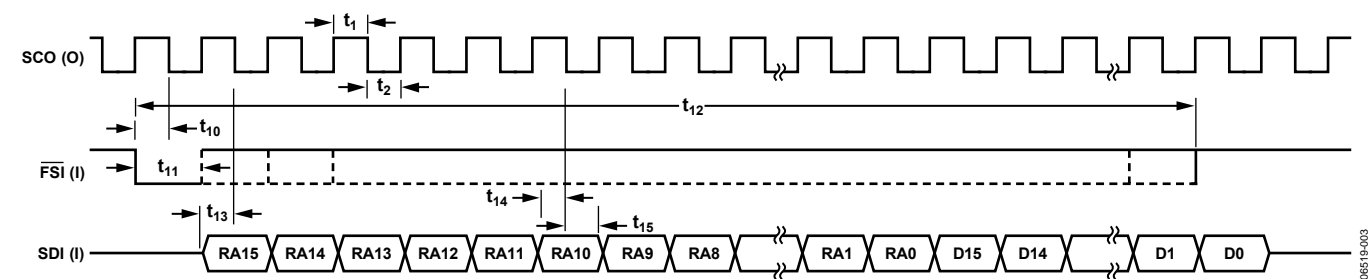 t1
SCO (O)
t2
t12
t10
FSI (I)
t11
t14
t13
t15
SDI (I)
RA15 RA14 RA13 RA12 RA11 RA10 RA9 RA8 RA1 RA0 D15 D14 D1 D0
06519-003